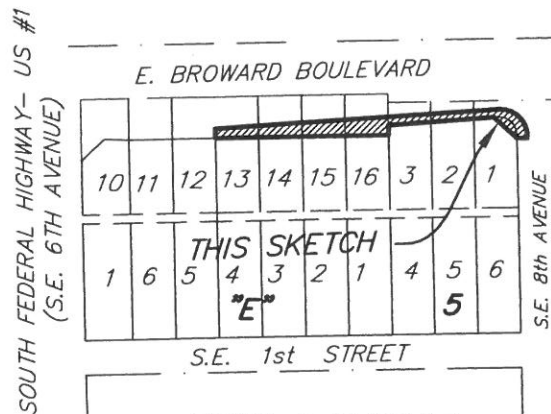 SOUTH FEDERAL HIGHWAY- US #1
(S.E. 6TH AVENUE)
E. BROWARD BOULEVARD
10 11 12 13 14 15 16 3 2 1
THIS SKETCH
1 6 5 4 3 2 1 4 5 6
"E" 5
S.E. 8th AVENUE
S.E. 1st STREET